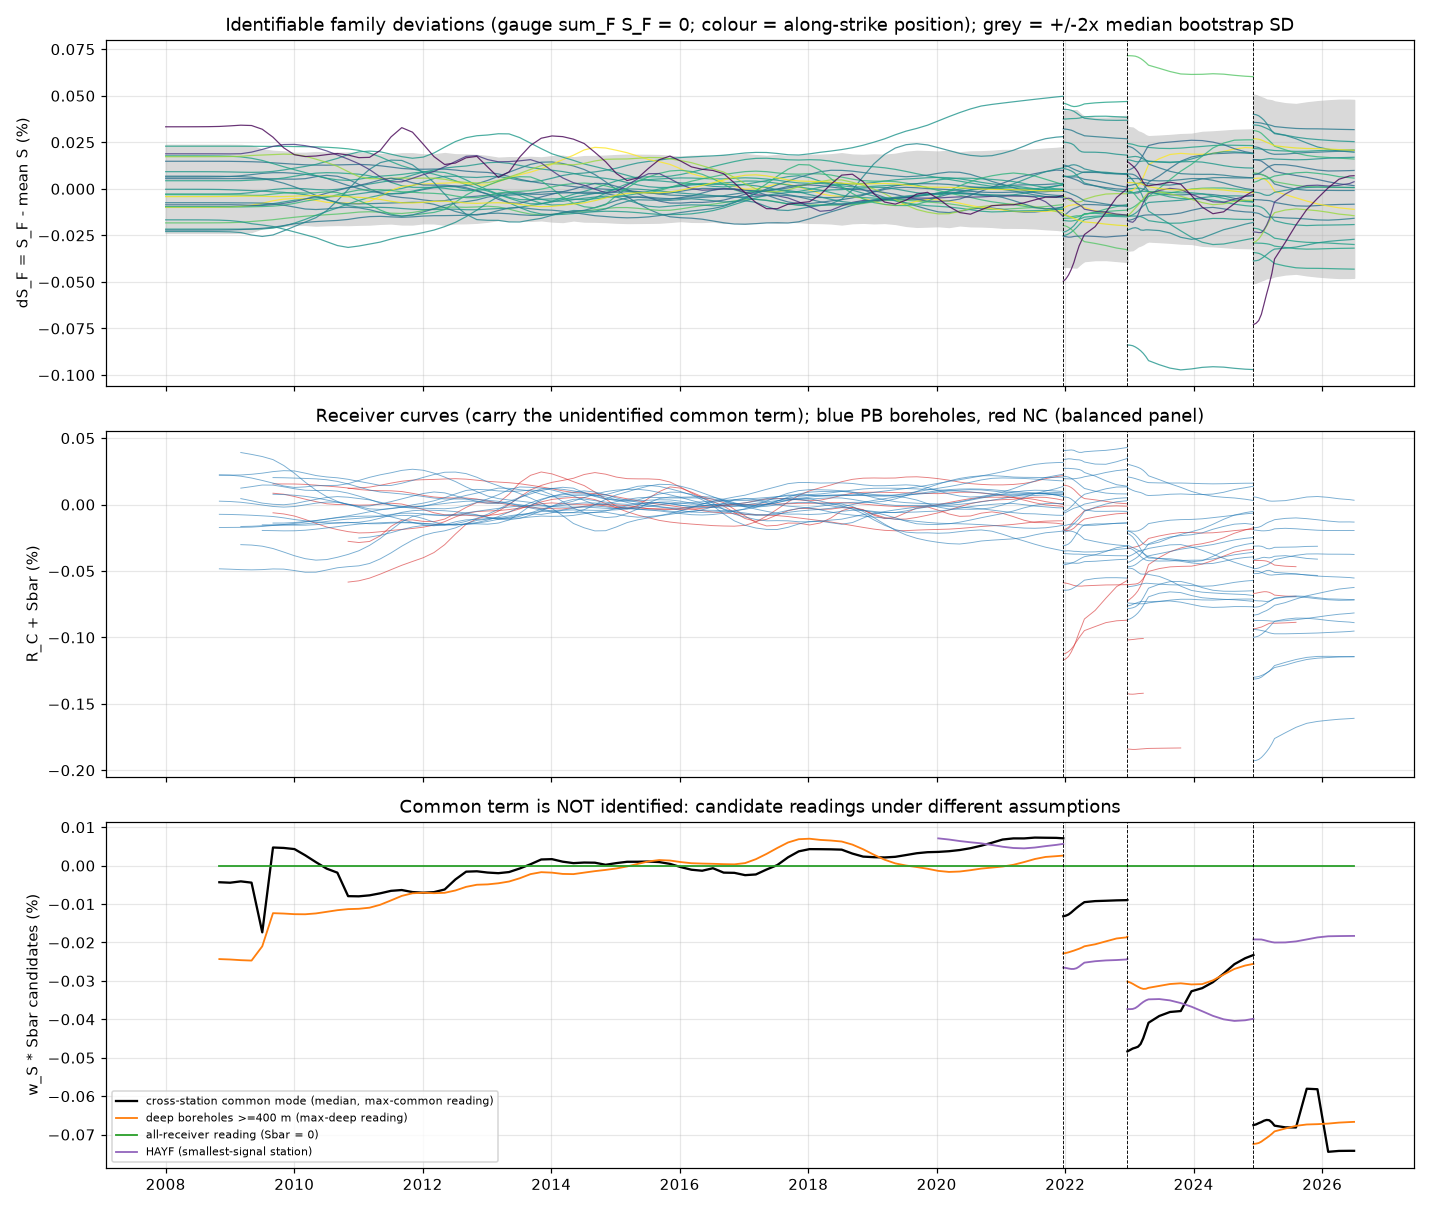 Identifiable family deviations (gauge sum_F S_F = 0; colour = along-strike position); grey = +/-2x median bootstrap SD
dS_F = S_F - mean S (%)
0.075
0.050
0.025
0.000
−0.025
−0.050
−0.075
−0.100
Receiver curves (carry the unidentified common term); blue PB boreholes, red NC (balanced panel)
R_C + Sbar (%)
0.05
0.00
−0.05
−0.10
−0.15
−0.20
Common term is NOT identified: candidate readings under different assumptions
w_S * Sbar candidates (%)
0.01
0.00
−0.01
−0.02
−0.03
−0.04
−0.05
−0.06
−0.07
cross-station common mode (median, max-common reading)
deep boreholes >=400 m (max-deep reading)
all-receiver reading (Sbar = 0)
HAYF (smallest-signal station)
2008 2010 2012 2014 2016 2018 2020 2022 2024 2026